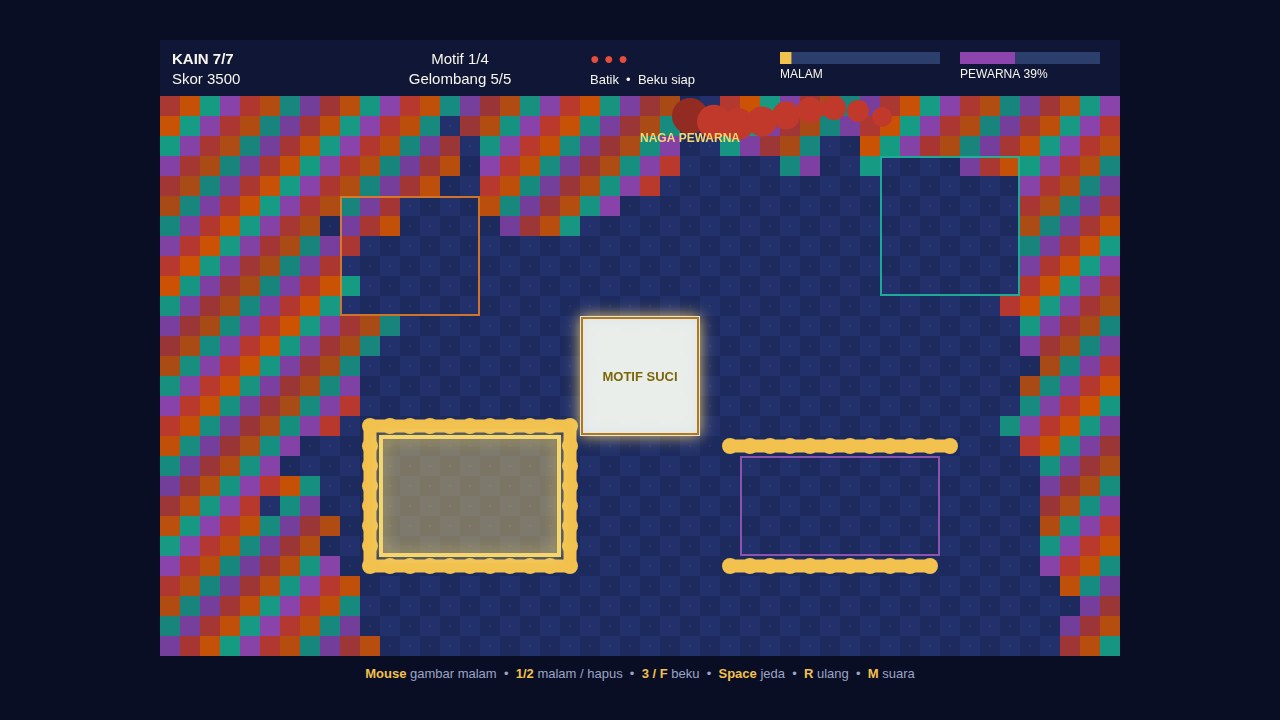 KAIN 7/7
Skor 3500
Motif 1/4
Gelombang 5/5
Batik • Beku siap
MALAM
PEWARNA 39%
NAGA PEWARNA
MOTIF SUCI
Mouse gambar malam • 1/2 malam / hapus • 3 / F beku • Space jeda • R ulang • M suara